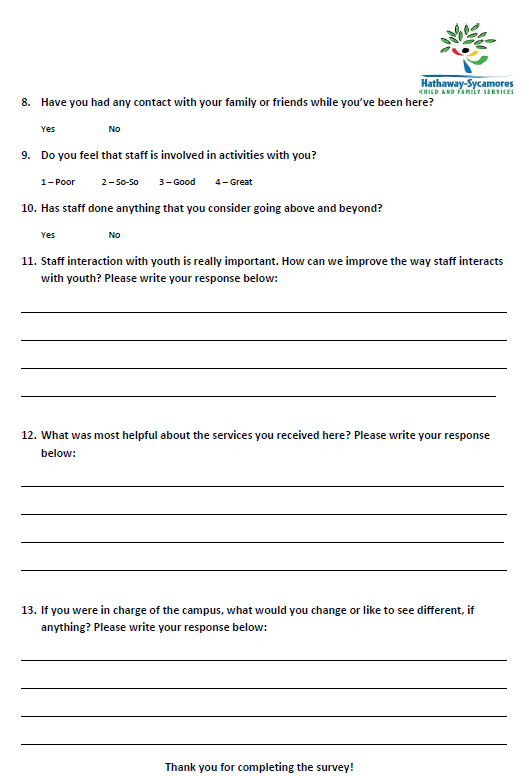 Hathaway-Sycamores
CHILD AND FAMILY SERVICES
8. Have you had any contact with your family or friends while you've been here?
Yes No
9. Do you feel that staff is involved in activities with you?
1 – Poor 2 – So-So 3 – Good 4 – Great
10. Has staff done anything that you consider going above and beyond?
Yes No
11. Staff interaction with youth is really important. How can we improve the way staff interacts
with youth? Please write your response below:
12. What was most helpful about the services you received here? Please write your response
below:
13. If you were in charge of the campus, what would you change or like to see different, if
anything? Please write your response below:
Thank you for completing the survey!